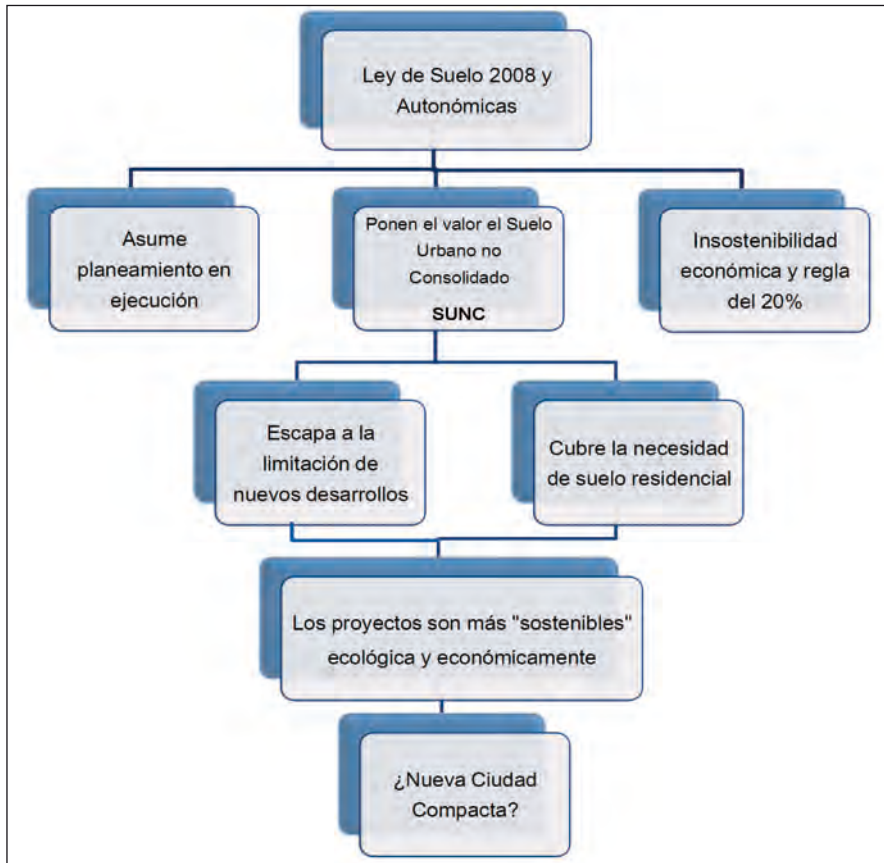 Ley de Suelo 2008 y
Autonómicas
Asume
planeamiento en
ejecución
Ponen el valor el Suelo
Urbano no
Consolidado
SUNC
Insostenibilidad
económica y regla
del 20%
Escapa a la
limitación de
nuevos desarrollos
Cubre la necesidad
de suelo residencial
Los proyectos son más "sostenibles"
ecológica y económicamente
¿Nueva Ciudad
Compacta?